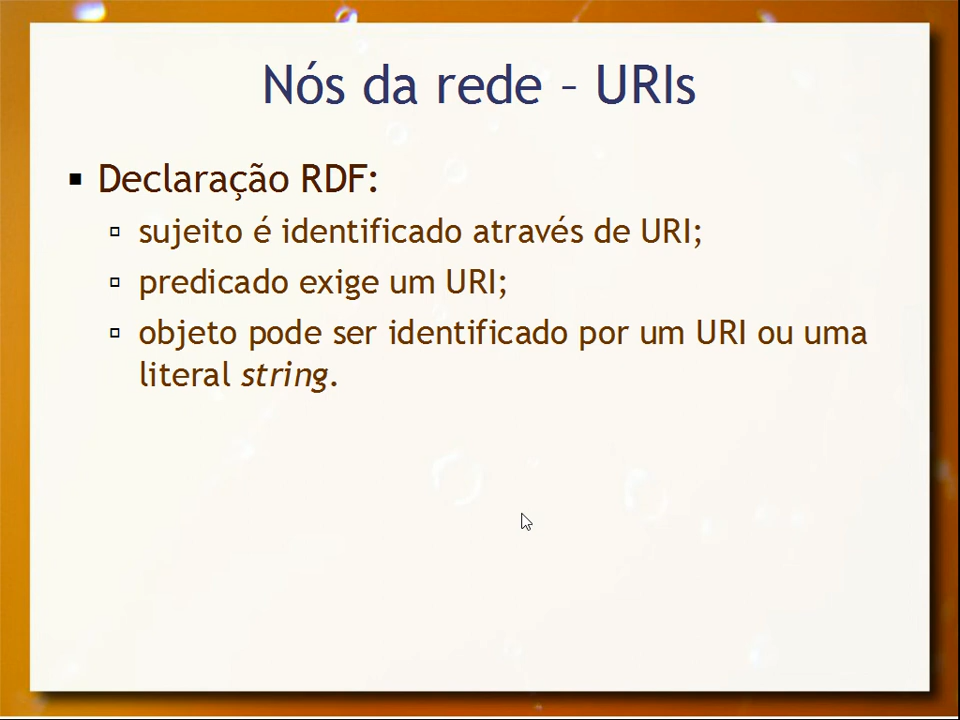 Nós da rede – URIs
▪ Declaração RDF:
▫ sujeito é identificado através de URI;
▫ predicado exige um URI;
▫ objeto pode ser identificado por um URI ou uma
literal string.